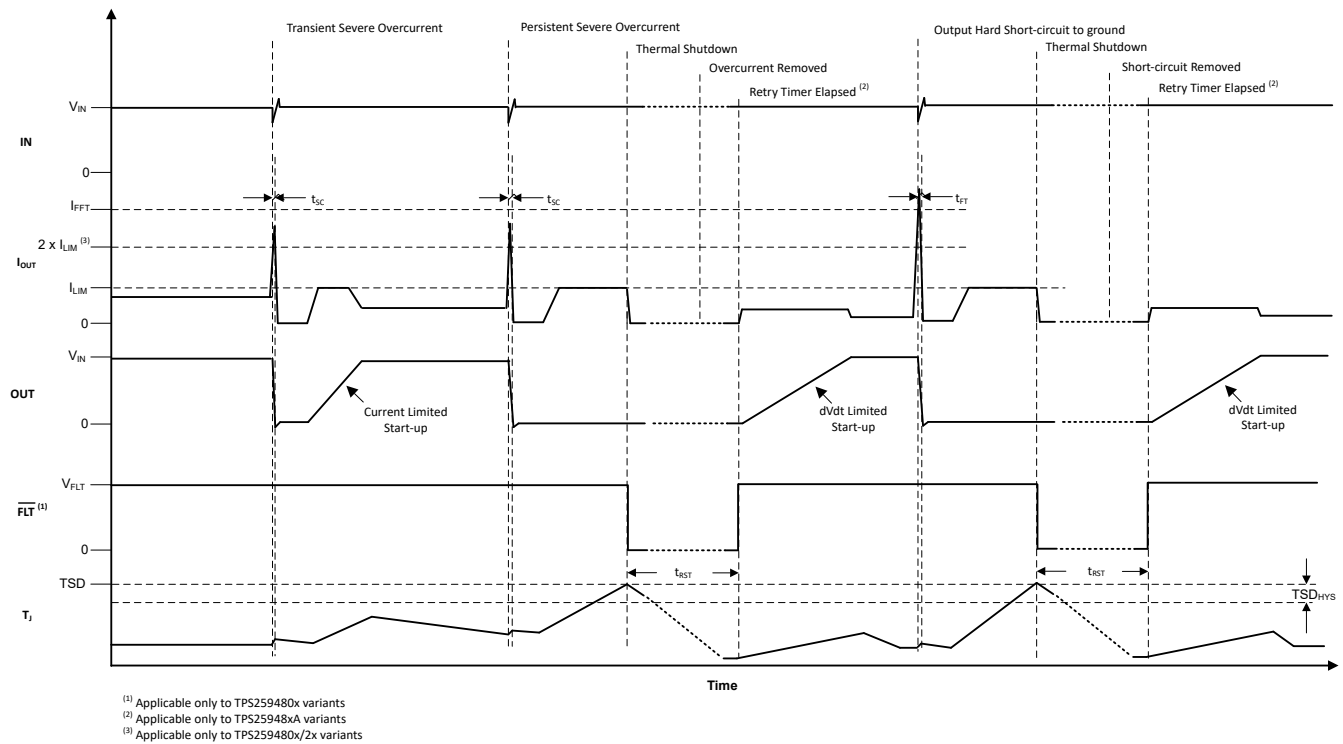 Transient Severe Overcurrent
Persistent Severe Overcurrent
Output Hard Short-circuit to ground
Thermal Shutdown
Thermal Shutdown
Overcurrent Removed
Short-circuit Removed
Retry Timer Elapsed (2)
Retry Timer Elapsed (2)
VIN
IN
0
tSC
tSC
tFT
IFFT
2 x ILIM (3)
IOUT
ILIM
0
VIN
OUT
Current Limited
Start-up
dVdt Limited
Start-up
dVdt Limited
Start-up
0
VFLT
FLT (1)
0
TSD
tRST
tRST
TSDHYS
TJ
Time
(1) Applicable only to TPS259480x variants
(2) Applicable only to TPS25948xA variants
(3) Applicable only to TPS259480x/2x variants